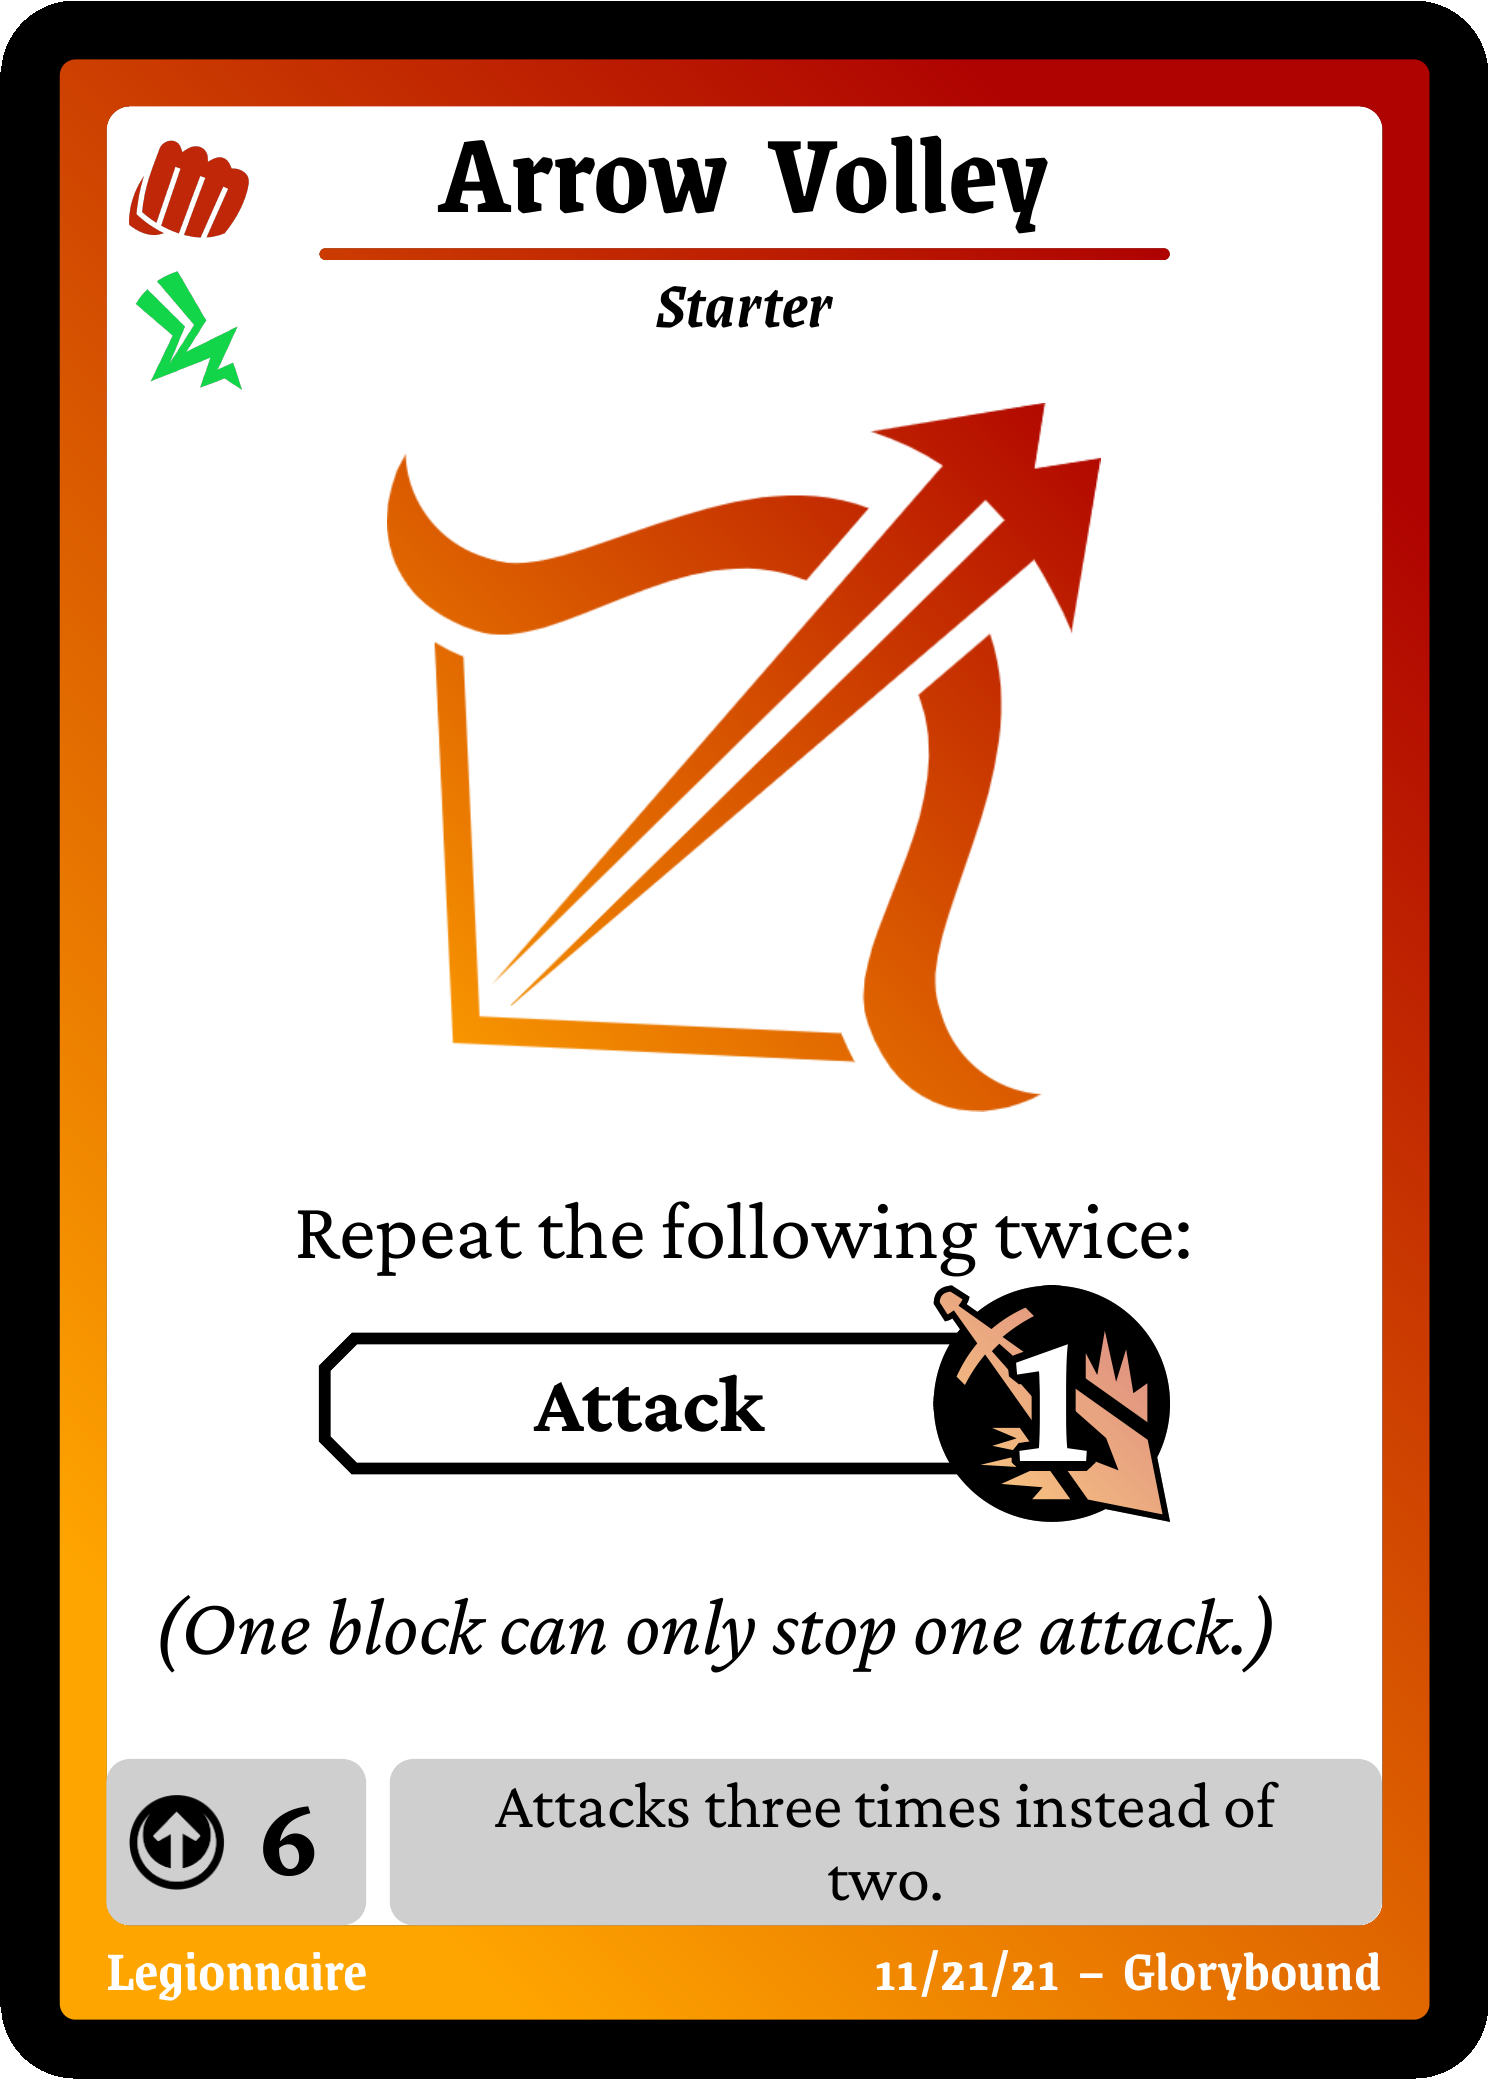 Arrow Volley
Starter
Repeat the following twice:
Attack
1
(One block can only stop one attack.)
6
Attacks three times instead of
two.
Legionnaire
11/21/21 – Glorybound